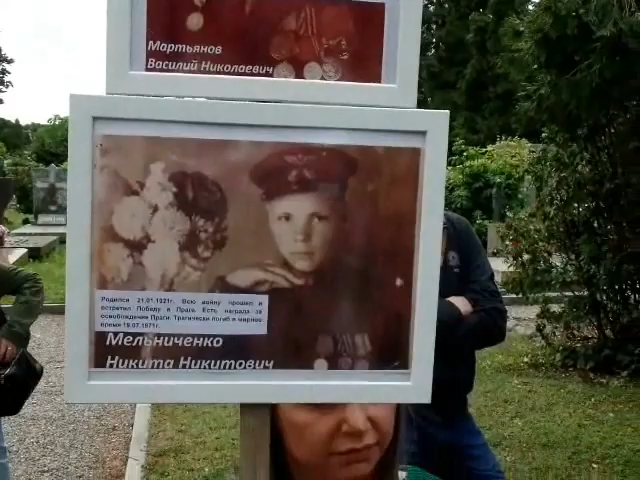 Мартьянов
Василий Николаевич
Родился 21.01.1921г. Всю войну прошел и
встретил Победу в Праге. Есть награда за
освобождение Праги. Трагически погиб в мирное
время 19.07.1971г.
Мельниченко
Никита Никитович